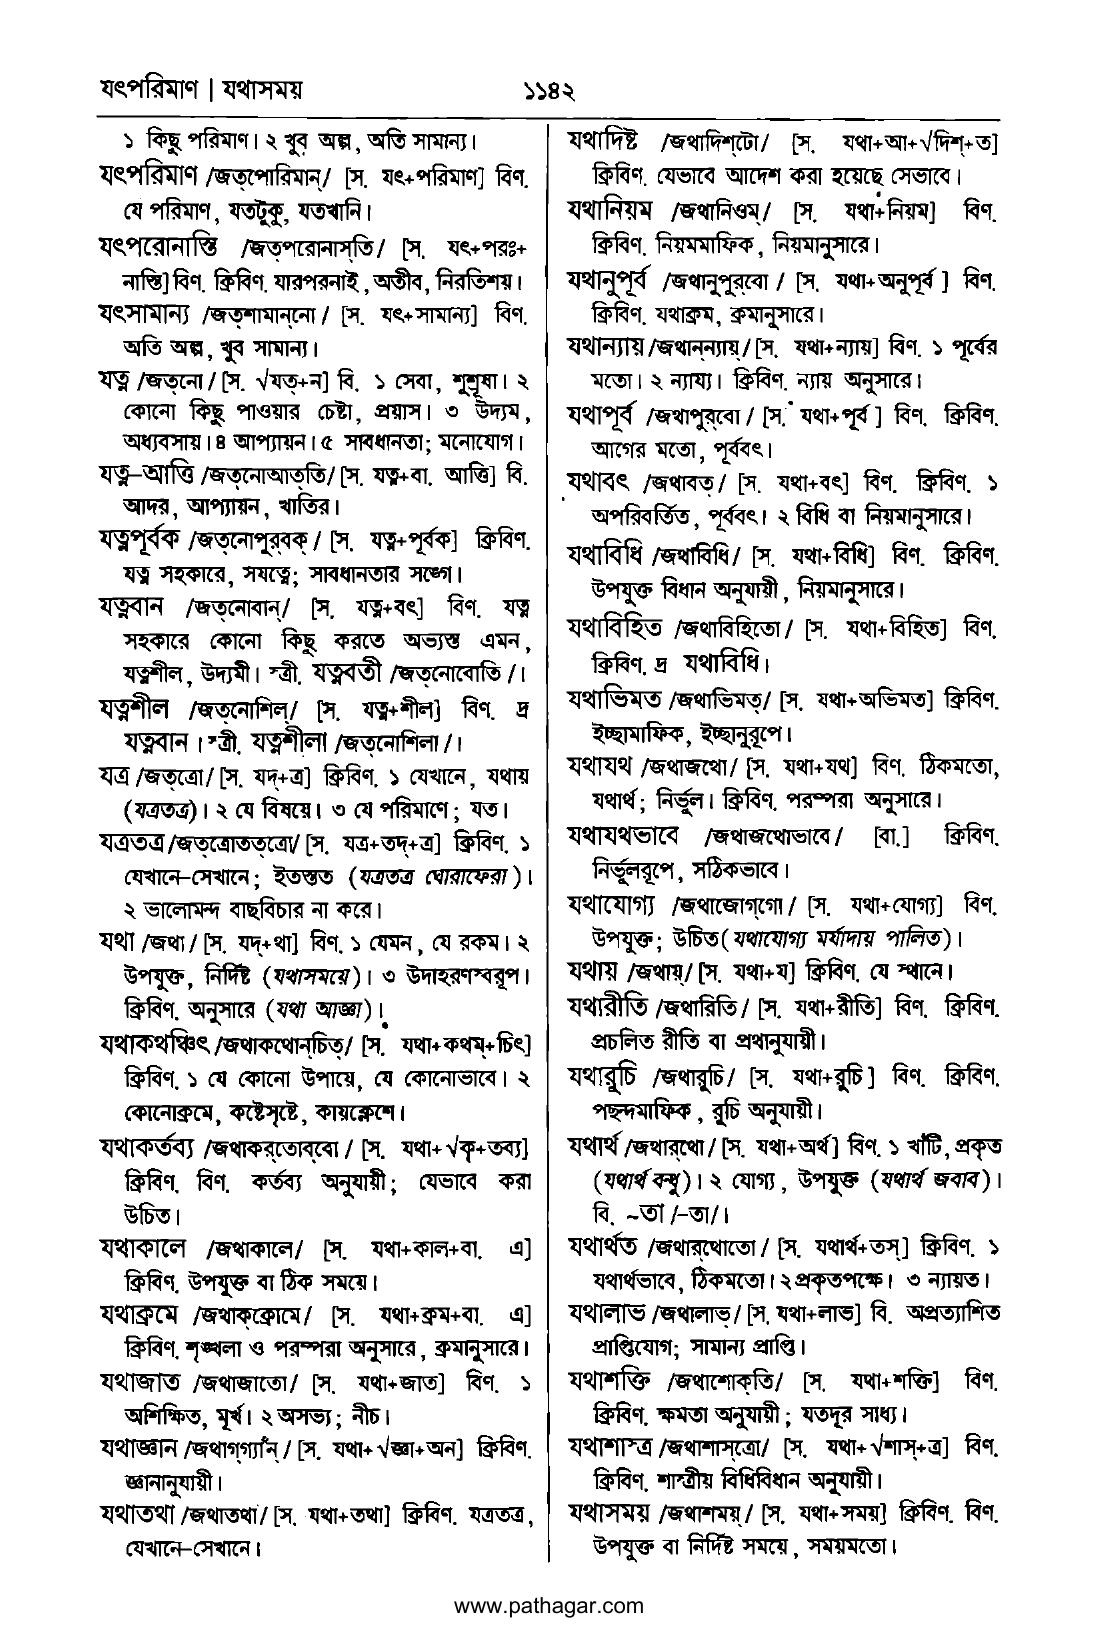 যৎপরিমাণ | যথাসময়
১১৪২
১ কিছু পরিমাণ। ২ খুব অল্প, অতি সামান্য।
যৎপরিমাণ /জত্‌পোরিমান্/ [স. যৎ+পরিমাণ] বিণ.
যে পরিমাণ, যতটুকু, যতখানি।
যৎপরোনাস্তি /জত্‌পরোনাস্‌তি/ [স. যৎ+পরঃ+
নাস্তি] বিণ. ক্রিবিণ. যারপরনাই, অতীব, নিরতিশয়।
যৎসামান্য /জত্‌শামান্‌নো/ [স. যৎ+সামান্য] বিণ.
অতি অল্প, খুব সামান্য।
যত্ন /জত্‌নো/ [স. √যত্+ন] বি. ১ সেবা, শুশ্রূষা। ২
কোনো কিছু পাওয়ার চেষ্টা, প্রয়াস। ৩ উদ্যম,
অধ্যবসায়। ৪ আপ্যায়ন। ৫ সাবধানতা; মনোযোগ।
যত্ন-আত্তি /জত্‌নোআত্‌তি/ [স. যত্ন+বা. আত্তি] বি.
আদর, আপ্যায়ন, খাতির।
যত্নপূর্বক /জত্‌নোপুরবক্/ [স. যত্ন+পূর্বক] ক্রিবিণ.
যত্ন সহকারে, সযত্নে; সাবধানতার সঙ্গে।
যত্নবান /জত্‌নোবান্/ [স. যত্ন+বৎ] বিণ. যত্ন
সহকারে কোনো কিছু করতে অভ্যস্ত এমন,
যত্নশীল, উদ্যমী। স্ত্রী. যত্নবতী /জত্‌নোবোতি/।
যত্নশীল /জত্‌নোশিল্/ [স. যত্ন+শীল] বিণ. দ্র
যত্নবান। স্ত্রী. যত্নশীলা /জত্‌নোশিলা/।
যত্র /জত্‌ত্রো/ [স. যদ্+ত্র] ক্রিবিণ. ১ যেখানে, যথায়
(যত্রতত্র)। ২ যে বিষয়ে। ৩ যে পরিমাণে; যত।
যত্রতত্র /জত্‌ত্রোতত্‌ত্রো/ [স. যত্র+তদ্+ত্র] ক্রিবিণ. ১
যেখানে-সেখানে; ইতস্তত (যত্রতত্র ঘোরাফেরা)।
২ ভালোমন্দ বাছবিচার না করে।
যথা /জথা/ [স. যদ্+থা] বিণ. ১ যেমন, যে রকম। ২
উপযুক্ত, নির্দিষ্ট (যথাসময়ে)। ৩ উদাহরণস্বরূপ।
ক্রিবিণ. অনুসারে (যথা আজ্ঞা)।
যথাকথঞ্চিৎ /জথাকথোন্‌চিত্/ [স. যথা+কথম্+চিৎ]
ক্রিবিণ. ১ যে কোনো উপায়ে, যে কোনোভাবে। ২
কোনোক্রমে, কষ্টেসৃষ্টে, কায়ক্লেশে।
যথাকর্তব্য /জথাকর্‌তোব্‌বো/ [স. যথা+√কৃ+তব্য]
ক্রিবিণ. বিণ. কর্তব্য অনুযায়ী; যেভাবে করা
উচিত।
যথাকালে /জথাকালে/ [স. যথা+কাল+বা. এ]
ক্রিবিণ. উপযুক্ত বা ঠিক সময়ে।
যথাক্রমে /জথাক্‌ক্রোমে/ [স. যথা+ক্রম+বা. এ]
ক্রিবিণ. শৃঙ্খলা ও পরম্পরা অনুসারে, ক্রমানুসারে।
যথাজাত /জথাজাতো/ [স. যথা+জাত] বিণ. ১
অশিক্ষিত, মূর্খ। ২ অসভ্য; নীচ।
যথাজ্ঞান /জথাগ্‌গ্যাঁন্/ [স. যথা+√জ্ঞা+অন] ক্রিবিণ.
জ্ঞানানুযায়ী।
যথাতথা /জথাতথা/ [স. যথা+তথা] ক্রিবিণ. যত্রতত্র,
যেখানে-সেখানে।
যথাদিষ্ট /জথাদিশ্‌টো/ [স. যথা+আ+√দিশ্+ত]
ক্রিবিণ. যেভাবে আদেশ করা হয়েছে সেভাবে।
যথানিয়ম /জথানিওম্/ [স. যথা+নিয়ম] বিণ.
ক্রিবিণ. নিয়মমাফিক, নিয়মানুসারে।
যথানুপূর্ব /জথানুপুর্‌বো/ [স. যথা+অনুপূর্ব] বিণ.
ক্রিবিণ. যথাক্রম, ক্রমানুসারে।
যথান্যায় /জথান্‌ন্যায়্/ [স. যথা+ন্যায়] বিণ. ১ পূর্বের
মতো। ২ ন্যায্য। ক্রিবিণ. ন্যায় অনুসারে।
যথাপূর্ব /জথাপুর্‌বো/ [স. যথা+পূর্ব] বিণ. ক্রিবিণ.
আগের মতো, পূর্ববৎ।
যথাবৎ /জথাবত্/ [স. যথা+বৎ] বিণ. ক্রিবিণ. ১
অপরিবর্তিত, পূর্ববৎ। ২ বিধি বা নিয়মানুসারে।
যথাবিধি /জথাবিধি/ [স. যথা+বিধি] বিণ. ক্রিবিণ.
উপযুক্ত বিধান অনুযায়ী, নিয়মানুসারে।
যথাবিহিত /জথাবিহিতো/ [স. যথা+বিহিত] বিণ.
ক্রিবিণ. দ্র যথাবিধি।
যথাভিমত /জথাভিমত্/ [স. যথা+অভিমত] ক্রিবিণ.
ইচ্ছামাফিক, ইচ্ছানুরূপে।
যথাযথ /জথাজথো/ [স. যথা+যথ] বিণ. ঠিকমতো,
যথার্থ; নির্ভুল। ক্রিবিণ. পরম্পরা অনুসারে।
যথাযথভাবে /জথাজথোভাবে/ [বা.] ক্রিবিণ.
নির্ভুলরূপে, সঠিকভাবে।
যথাযোগ্য /জথাজোগ্‌গো/ [স. যথা+যোগ্য] বিণ.
উপযুক্ত; উচিত (যথাযোগ্য মর্যাদায় পালিত)।
যথায় /জথায়্/ [স. যথা+য] ক্রিবিণ. যে স্থানে।
যথারীতি /জথারিতি/ [স. যথা+রীতি] বিণ. ক্রিবিণ.
প্রচলিত রীতি বা প্রথানুযায়ী।
যথারুচি /জথারুচি/ [স. যথা+রুচি] বিণ. ক্রিবিণ.
পছন্দমাফিক, রুচি অনুযায়ী।
যথার্থ /জথার্‌থো/ [স. যথা+অর্থ] বিণ. ১ খাঁটি, প্রকৃত
(যথার্থ বন্ধু)। ২ যোগ্য, উপযুক্ত (যথার্থ জবাব)।
বি. ~তা /-তা/।
যথার্থত /জথার্‌থোতো/ [স. যথার্থ+তস্] ক্রিবিণ. ১
যথার্থভাবে, ঠিকমতো। ২ প্রকৃতপক্ষে। ৩ ন্যায়ত।
যথালাভ /জথালাভ্/ [স. যথা+লাভ] বি. অপ্রত্যাশিত
প্রাপ্তিযোগ; সামান্য প্রাপ্তি।
যথাশক্তি /জথাশোক্‌তি/ [স. যথা+শক্তি] বিণ.
ক্রিবিণ. ক্ষমতা অনুযায়ী; যতদূর সাধ্য।
যথাশাস্ত্র /জথাশাস্‌ত্রো/ [স. যথা+√শাস্+ত্র] বিণ.
ক্রিবিণ. শাস্ত্রীয় বিধিবিধান অনুযায়ী।
যথাসময় /জথাশময়্/ [স. যথা+সময়] ক্রিবিণ. বিণ.
উপযুক্ত বা নির্দিষ্ট সময়ে, সময়মতো।
www.pathagar.com